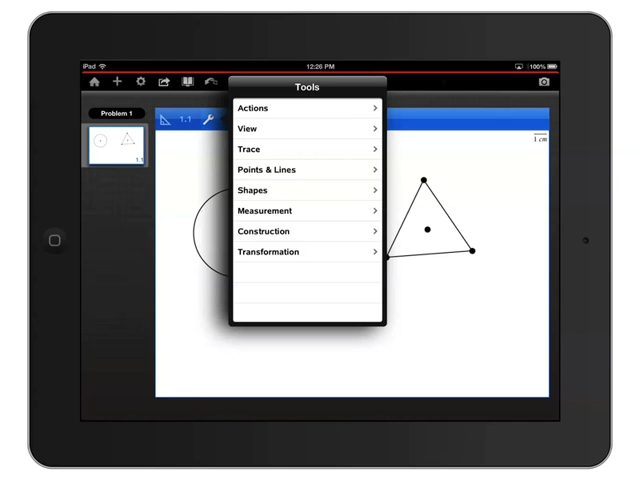 iPad 12:26 PM 100%
Tools
Problem 1
1.1
1.1
1 cm
Actions
View
Trace
Points & Lines
Shapes
Measurement
Construction
Transformation